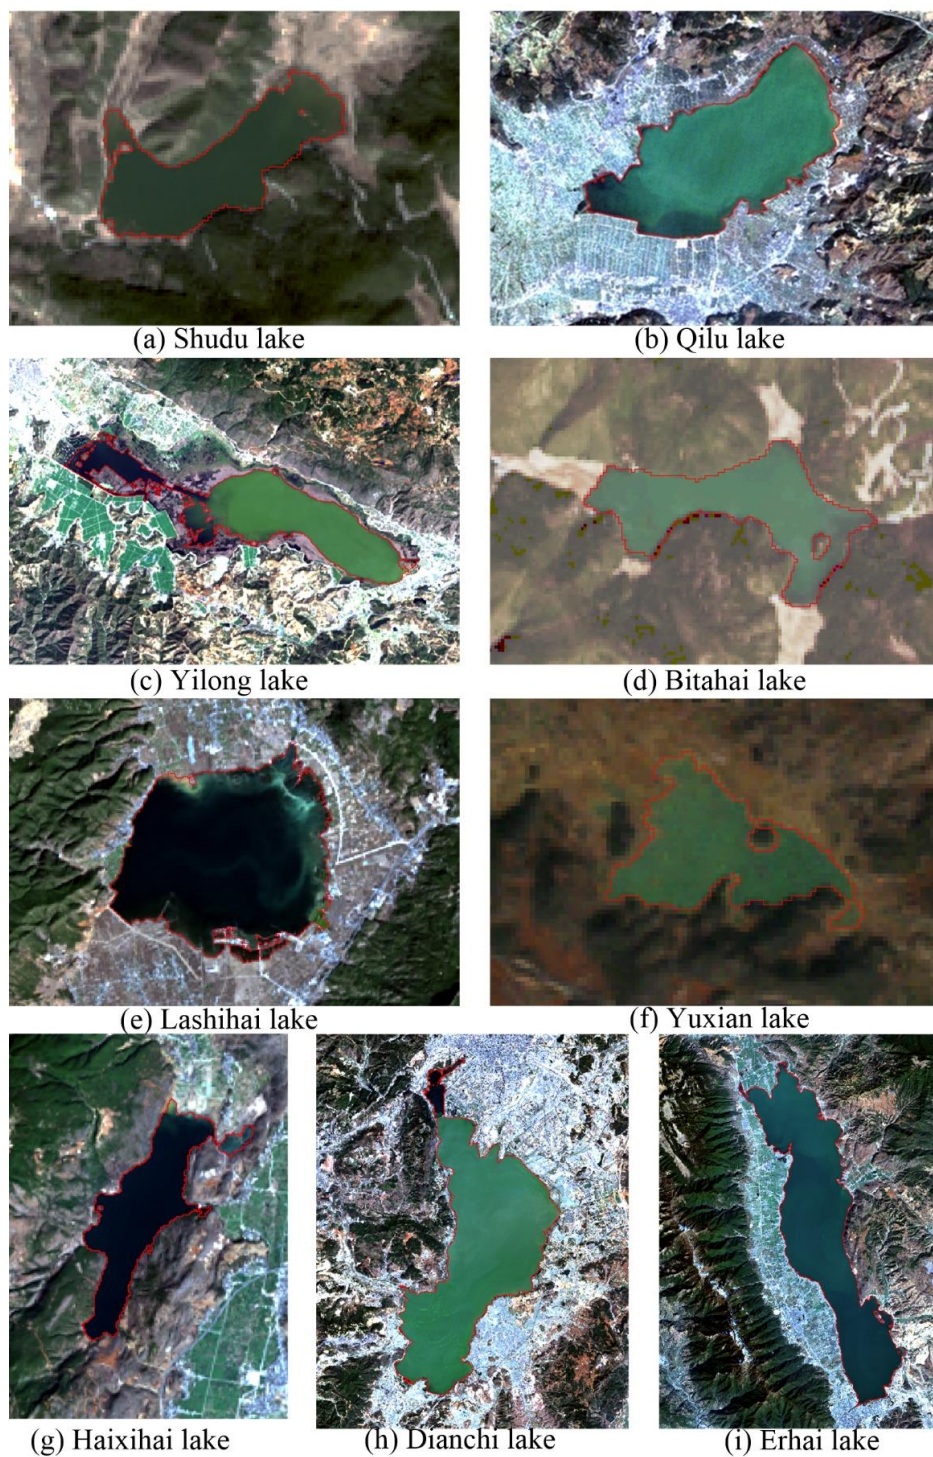 (a) Shudu lake
(b) Qilu lake
(c) Yilong lake
(d) Bitahai lake
(e) Lashihai lake
(f) Yuxian lake
(g) Haixihai lake
(h) Dianchi lake
(i) Erhai lake